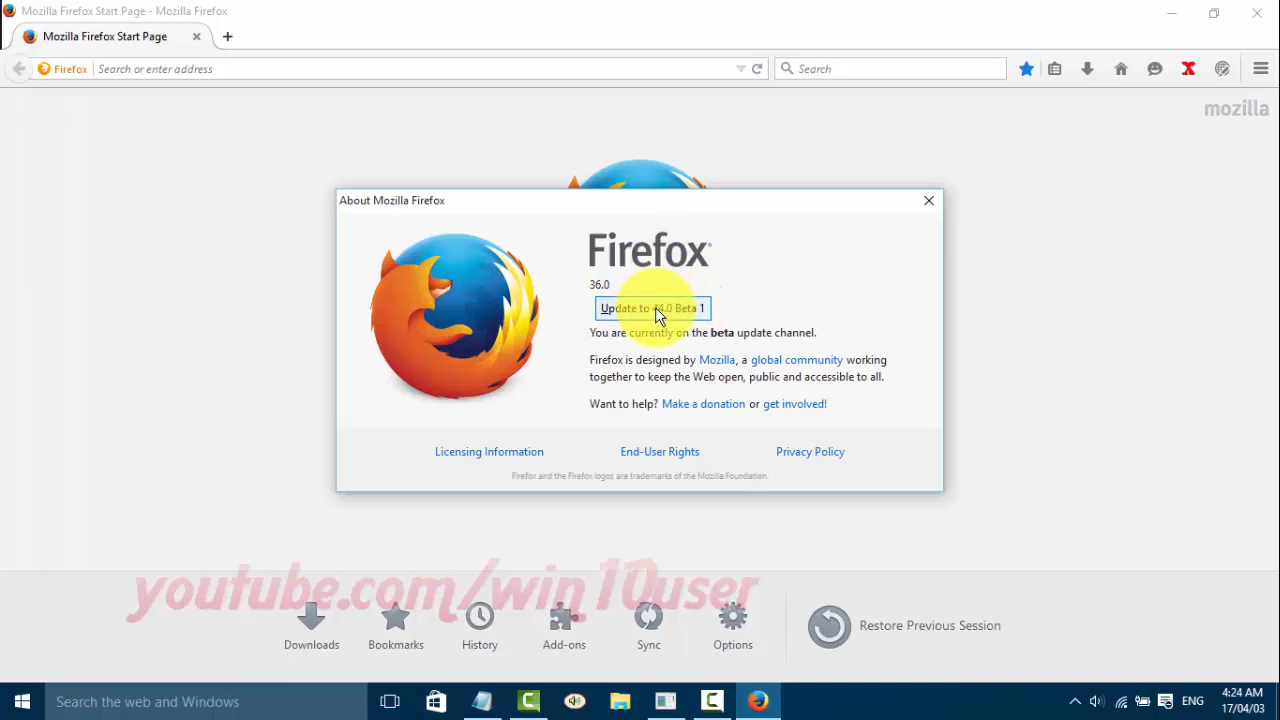 Mozilla Firefox Start Page - Mozilla Firefox
Mozilla Firefox Start Page
Firefox Search or enter address Search
mozilla
About Mozilla Firefox
Firefox
36.0
Update to 44.0 Beta 1
You are currently on the beta update channel.
Firefox is designed by Mozilla, a global community working
together to keep the Web open, public and accessible to all.
Want to help? Make a donation or get involved!
Licensing Information End-User Rights Privacy Policy
Firefox and the Firefox logos are trademarks of the Mozilla Foundation.
youtube.com/win10user
Downloads Bookmarks History Add-ons Sync Options Restore Previous Session
Search the web and Windows
ENG
4:24 AM
17/04/03